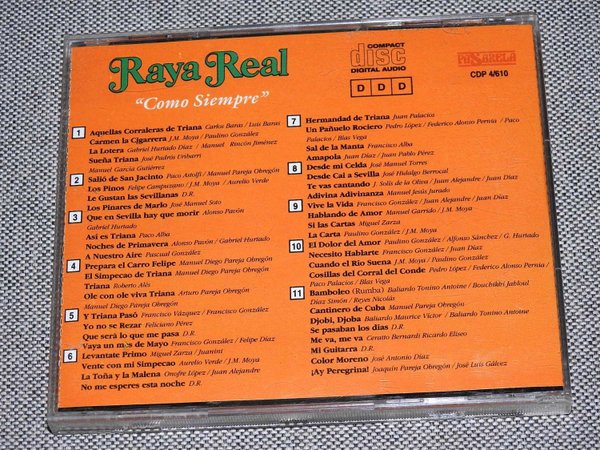 Raya Real
"Como Siempre"
COMPACT
disc
DIGITAL AUDIO
D D D
PASARELA
CDP 4/610
1 Aquellas Corraleras de Triana Carlos Baras / Luis Baras
Carmen la Cigarrera J.M. Moya / Paulino González
La Lotera Gabriel Hurtado Díaz / Manuel Rincón Jiménez
Sueña Triana José Padrús Uribarri
Manuel García Gutiérrez
2 Salió de San Jacinto Paco Astolfi / Manuel Pareja Obregón
Los Pinos Felipe Campuzano / J.M. Moya / Aurelio Verde
Le Gustan las Sevillanas D.R.
Los Pinares de Marlo José Manuel Soto
3 Que en Sevilla hay que morir Alonso Pavón
Gabriel Hurtado
Así es Triana Paco Alba
Noches de Primavera Alonso Pavón / Gabriel Hurtado
A Nuestro Aire Pascual González
4 Prepara el Carro Felipe Manuel Diego Pareja Obregón
El Simpecao de Triana Manuel Diego Pareja Obregón
Triana Roberto Alés
Ole con ole viva Triana Arturo Pareja Obregón
Manuel Diego Pareja Obregón
5 Y Triana Pasó Francisco Vázquez / Francisco González
Yo no se Rezar Feliciano Pérez
Que será lo que me pasa D.R.
Vaya un mes de Mayo Francisco González / Felipe Díaz
6 Levantate Primo Miguel Zarza / Juanini
Vente con mi Simpecao Aurelio Verde / J.M. Moya
La Toña y la Malena Onofre López / Juan Alejandre
No me esperes esta noche D.R.
7 Hermandad de Triana Juan Palacios
Un Pañuelo Rociero Pedro López / Federico Alonso Pernía / Paco
Palacios / Blas Vega
Sal de la Manta Francisco Alba
Amapola Juan Díaz / Juan Pablo Pérez
8 Desde mi Celda José Manuel Torres
Desde Cai a Sevilla José Hidalgo Berrocal
Te vas cantando J. Solís de la Oliva / Juan Alejandre / Juan Díaz
Adivina Adivinanza Manuel Jesús Jurado
9 Vive la Vida Francisco González / Juan Alejandre / Juan Díaz
Hablando de Amor Manuel Garrido / J.M. Moya
Si las Cartas Miguel Zarza
La Carta Paulino González / J.M. Moya
10 El Dolor del Amor Paulino González / Alfonso Sánchez / G. Hurtado
Necesito Hablarte Francisco González / Juan Díaz
Cuando el Río Suena J.M. Moya / Paulino González
Cosillas del Corral del Conde Pedro López / Federico Alonso Pernía /
Paco Palacios / Blas Vega
11 Bamboleo (Rumba) Baliardo Tonino Antoine / Bouchikhi Jabloul
Díaz Simón / Reyes Nicolás
Cantinero de Cuba Manuel Pareja Obregón
Djobi, Djoba Baliardo Maurice Victor / Baliardo Tonino Antoine
Se pasaban los días D.R.
Me va, me va Ceratto Bernardi Ricardo Eliseo
Mi Guitarra D.R.
Color Moreno José Antonio Díaz
¡Ay Peregrina! Joaquín Pareja Obregón / José Luis Gálvez